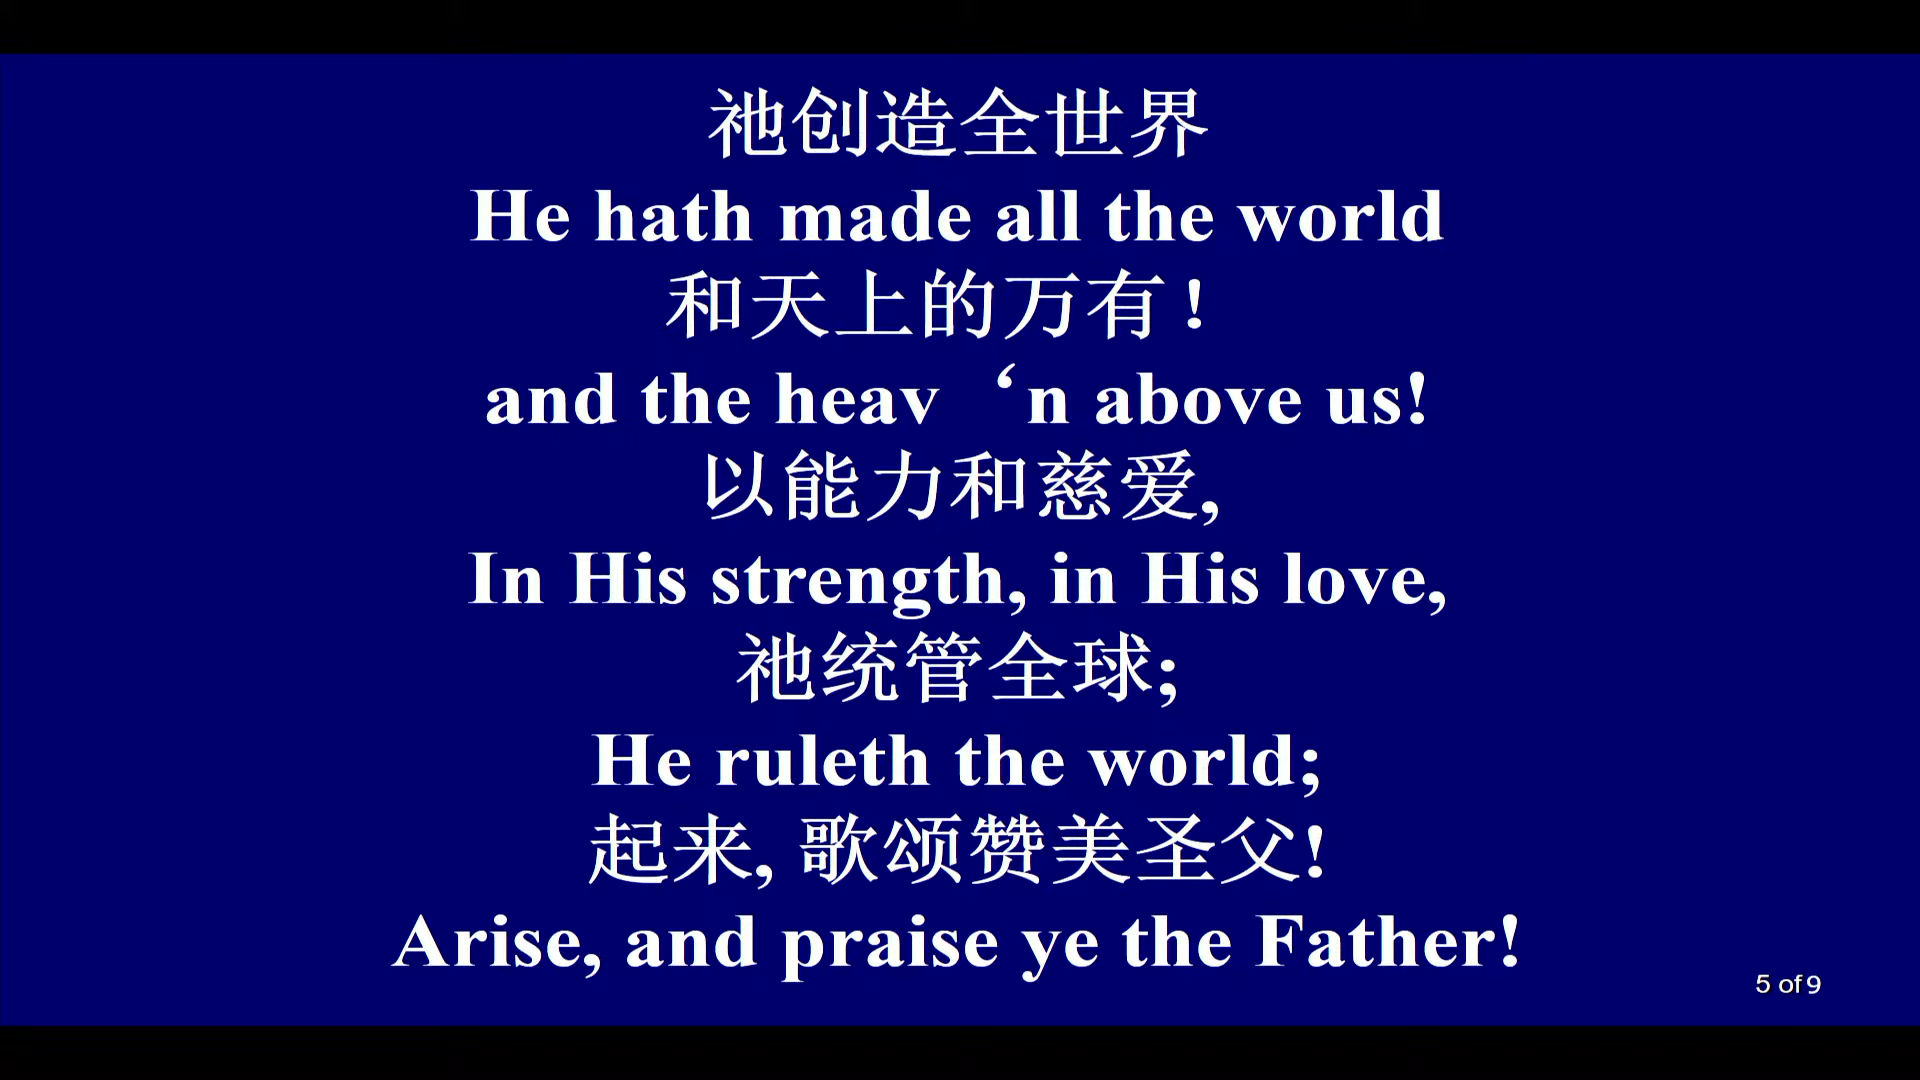 祂创造全世界
He hath made all the world
和天上的万有！
and the heav‘n above us!
以能力和慈爱,
In His strength, in His love,
祂统管全球;
He ruleth the world;
起来, 歌颂赞美圣父!
Arise, and praise ye the Father!
5 of 9